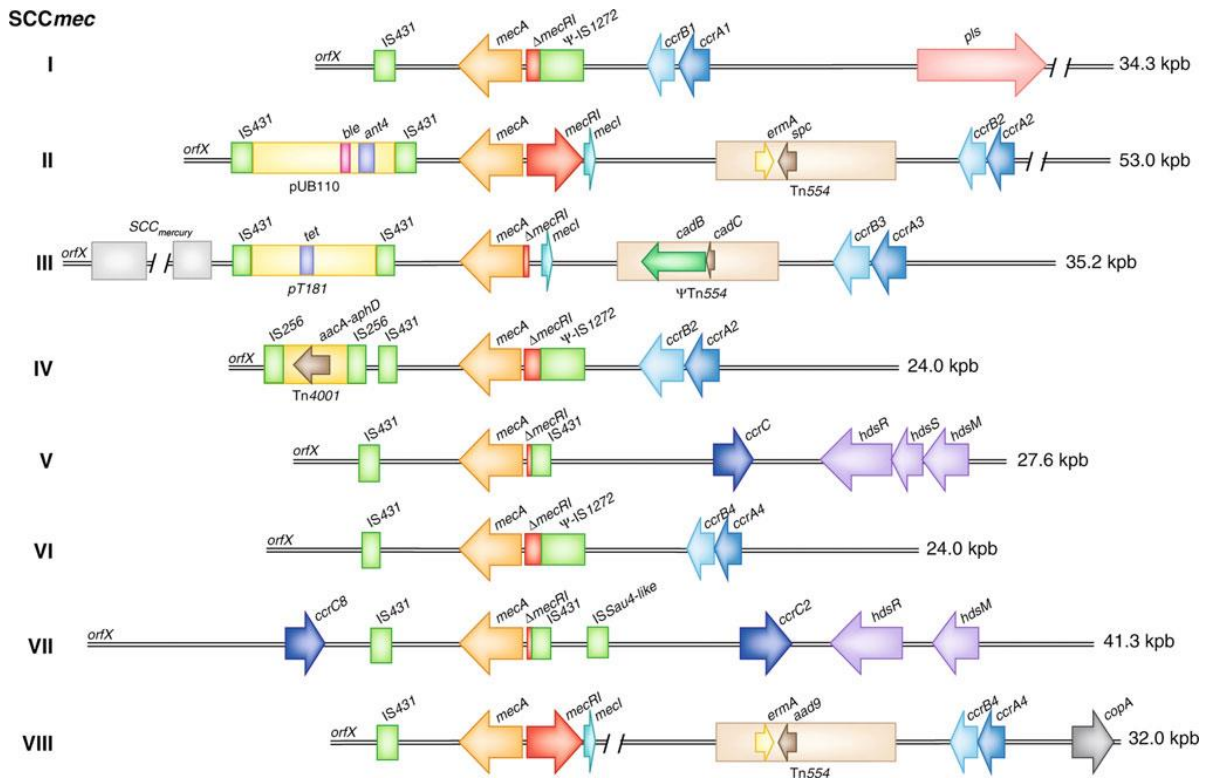 SCCmec
I orfX IS431 mecA ΔmecRI Ψ-IS1272 ccrB1 ccrA1 pls 34.3 kpb
II orfX IS431 ble ant4 IS431 mecA mecRI mecI ermA spc ccrB2 ccrA2 53.0 kpb
pUB110 Tn554
III orfX SCCmercury IS431 tet IS431 mecA ΔmecRI mecI cadB cadC ccrB3 ccrA3 35.2 kpb
pT181 ΨTn554
IV orfX IS256 aacA-aphD IS256 IS431 mecA ΔmecRI Ψ-IS1272 ccrB2 ccrA2 24.0 kpb
Tn4001
V orfX IS431 mecA ΔmecRI IS431 ccrC hdsR hdsS hdsM 27.6 kpb
VI orfX IS431 mecA ΔmecRI Ψ-IS1272 ccrB4 ccrA4 24.0 kpb
VII orfX ccrC8 IS431 mecA ΔmecRI IS431 ISSau4-like ccrC2 hdsR hdsM 41.3 kpb
VIII orfX IS431 mecA mecRI mecI ermA aad9 ccrB4 ccrA4 copA 32.0 kpb
Tn554